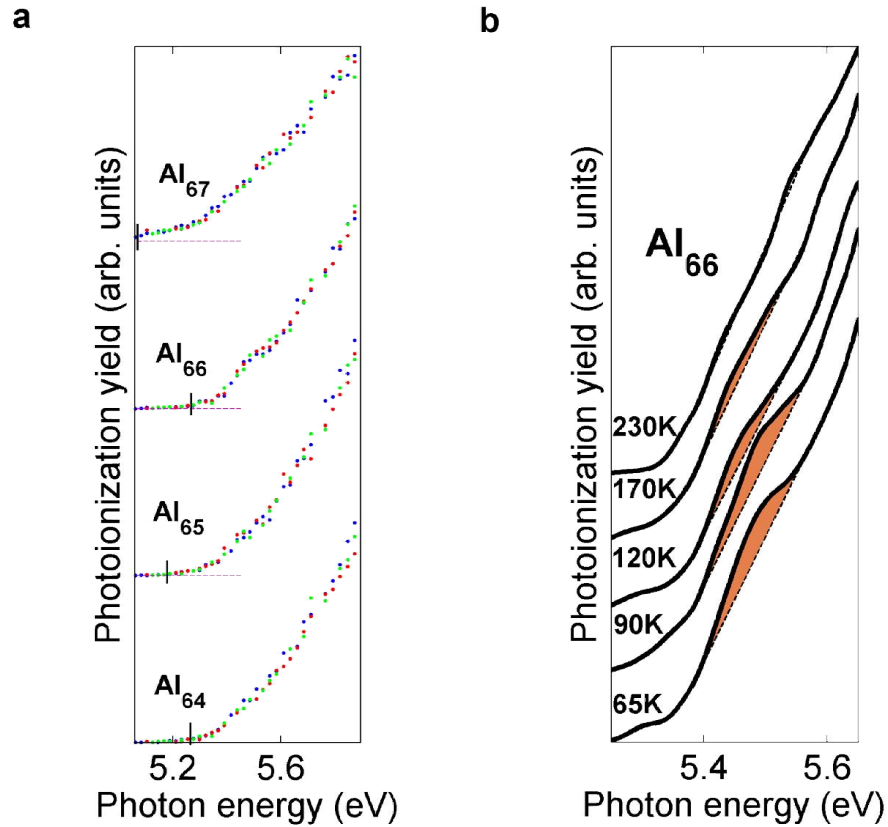 a
Photoionization yield (arb. units)
Al67
Al66
Al65
Al64
5.2 5.6
Photon energy (eV)
b
Photoionization yield (arb. units)
Al66
230K
170K
120K
90K
65K
5.4 5.6
Photon energy (eV)